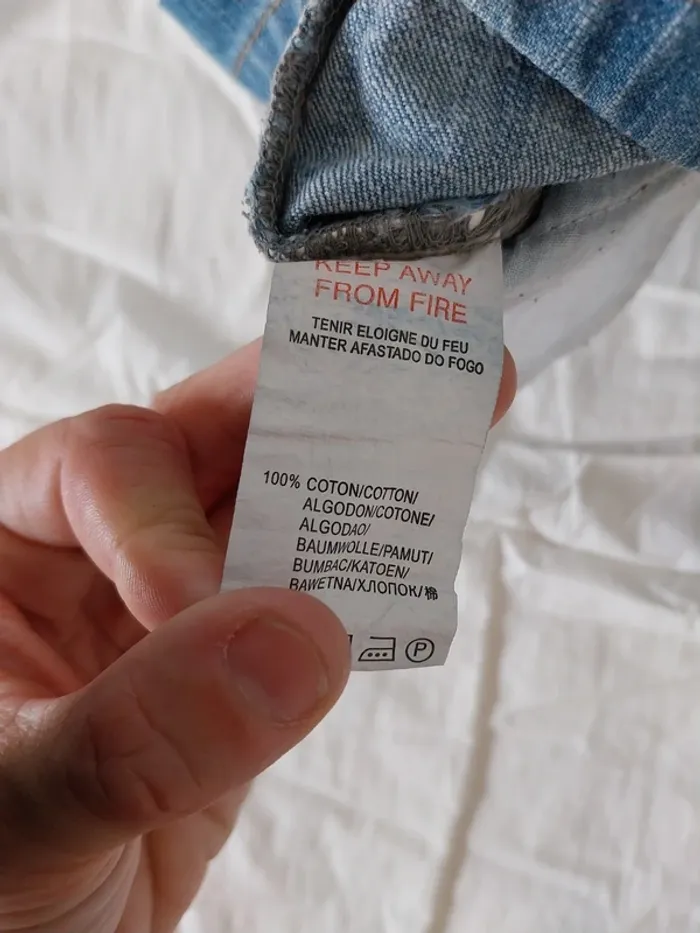 KEEP AWAY
FROM FIRE
TENIR ELOIGNE DU FEU
MANTER AFASTADO DO FOGO
100% COTON/COTTON/
ALGODON/COTONE/
ALGODAO/
BAUMWOLLE/PAMUT/
BUMBAC/KATOEN/
BAWETNA/ХЛОПОК/棉
P